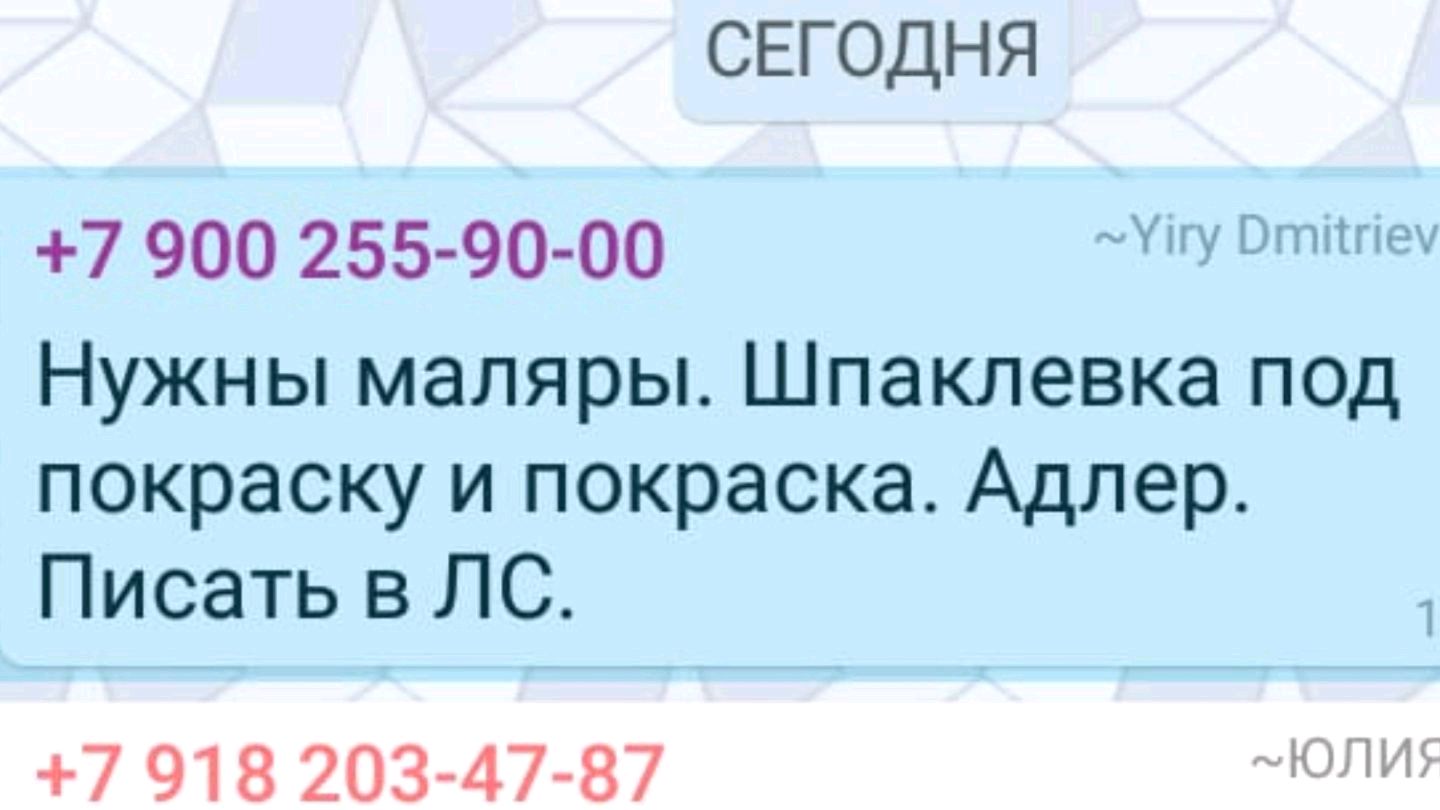 СЕГОДНЯ
+7 900 255-90-00
~Yiry Dmitriev
Нужны маляры. Шпаклевка под
покраску и покраска. Адлер.
Писать в ЛС.
+7 918 203-47-87
~ЮЛИЯ